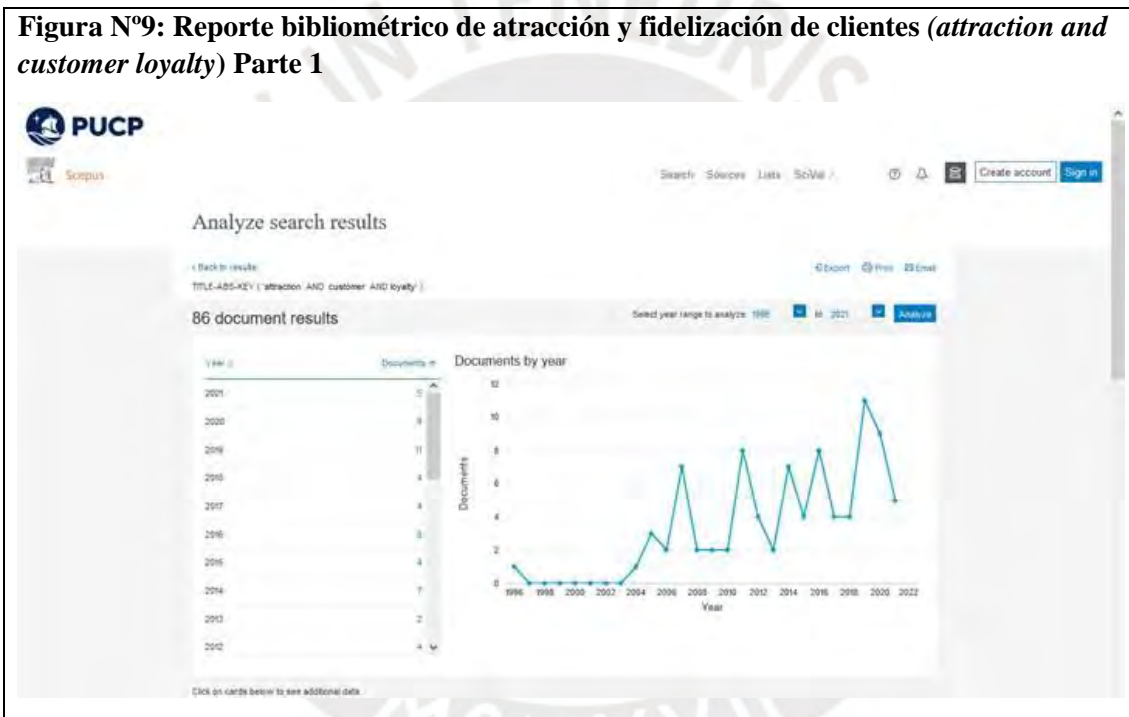 Figura Nº9: Reporte bibliométrico de atracción y fidelización de clientes (attraction and
customer loyalty) Parte 1
IN TENEBRIS
PUCP
Scopus
Search Sources Lists SciVal
Create account Sign in
Analyze search results
Back to results
Export Print Email
TITLE-ABS-KEY ( attraction AND customer AND loyalty )
86 document results
Select year range to analyze: 1996 to 2021 Analyze
Year Documents
2021 5
2020 9
2019 11
2018 4
2017 4
2016 8
2015 4
2014 7
2013 2
2012 4
Documents by year
12
10
8
6
4
2
0
Documents
1996 1998 2000 2002 2004 2006 2008 2010 2012 2014 2016 2018 2020 2022
Year
Click on cards below to see additional data